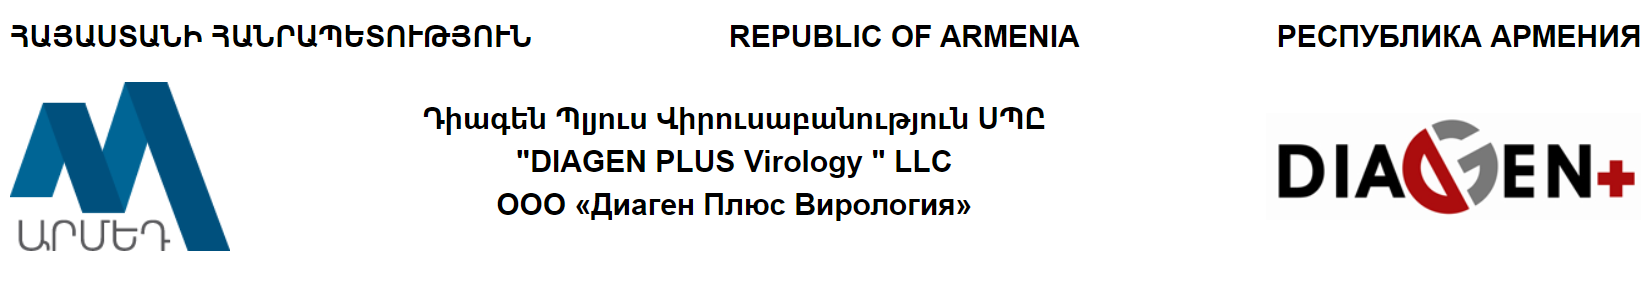 ՀԱՅԱՍՏԱՆԻ ՀԱՆՐԱՊԵՏՈՒԹՅՈՒՆ REPUBLIC OF ARMENIA РЕСПУБЛИКА АРМЕНИЯ
Դիագեն Պլյուս Վիրուսաբանություն ՍՊԸ
"DIAGEN PLUS Virology " LLC
ООО «Диаген Плюс Вирология»
ԱՐՄԵԴ
DIAGEN+